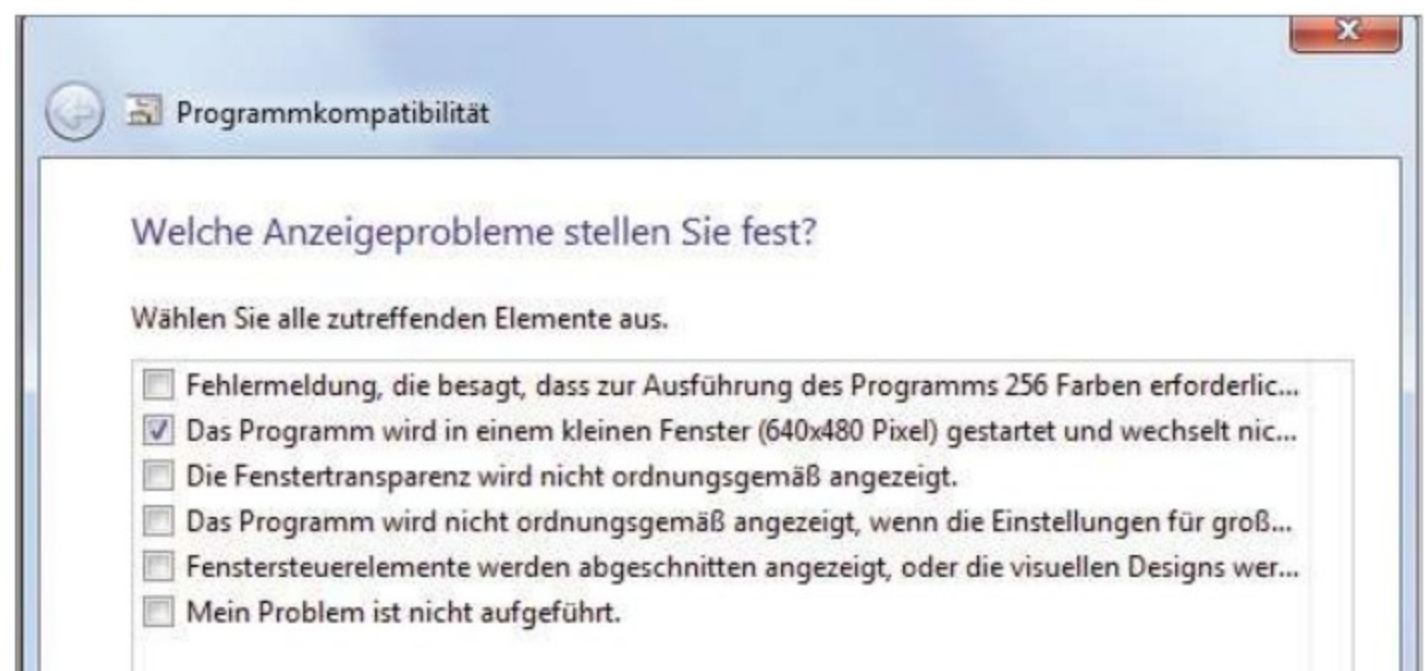 Programmkompatibilität
Welche Anzeigeprobleme stellen Sie fest?
Wählen Sie alle zutreffenden Elemente aus.
Fehlermeldung, die besagt, dass zur Ausführung des Programms 256 Farben erforderlic...
Das Programm wird in einem kleinen Fenster (640x480 Pixel) gestartet und wechselt nic...
Die Fenstertransparenz wird nicht ordnungsgemäß angezeigt.
Das Programm wird nicht ordnungsgemäß angezeigt, wenn die Einstellungen für groß...
Fenstersteuerelemente werden abgeschnitten angezeigt, oder die visuellen Designs wer...
Mein Problem ist nicht aufgeführt.